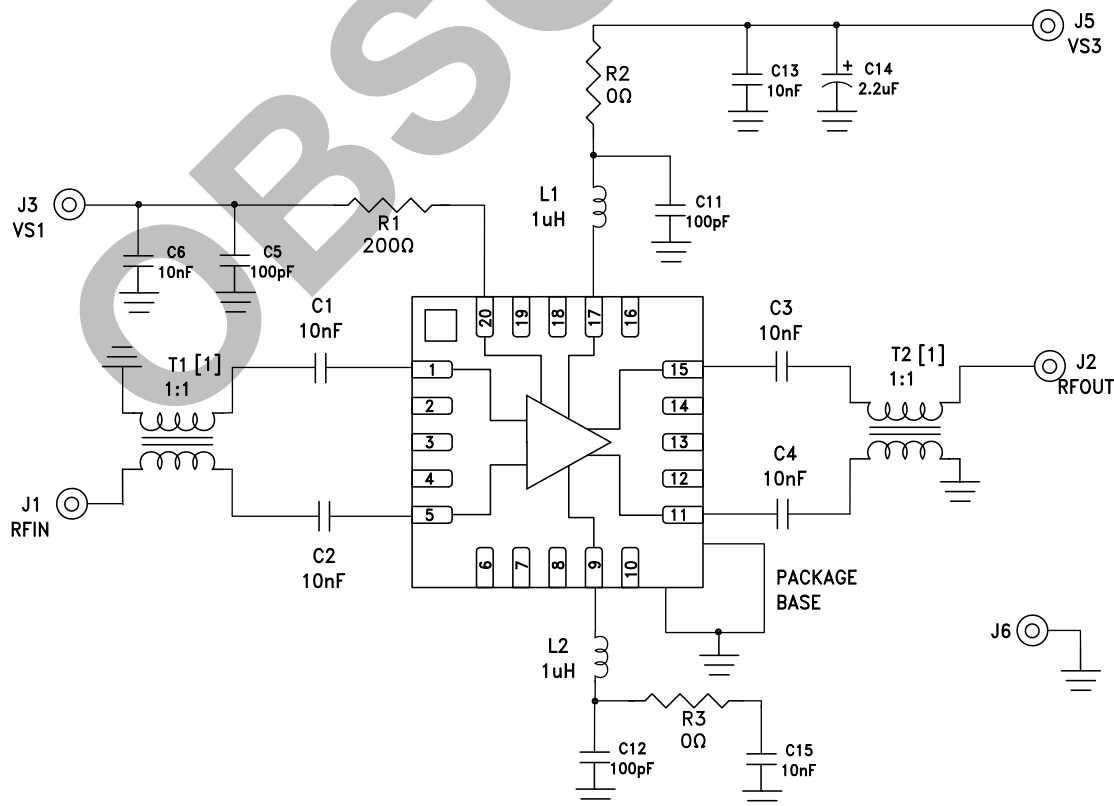 J5
VS3
R2
0Ω
C13
10nF
+
C14
2.2uF
OBSO
J3
VS1
L1
1uH
C11
100pF
R1
200Ω
C6
10nF
C5
100pF
C1
10nF
20
19
18
17
16
C3
10nF
T1 [1]
1:1
1
2
3
4
5
15
14
13
12
11
T2 [1]
1:1
J2
RFOUT
J1
RFIN
C4
10nF
C2
10nF
6
7
8
9
10
PACKAGE
BASE
L2
1uH
J6
R3
0Ω
C12
100pF
C15
10nF